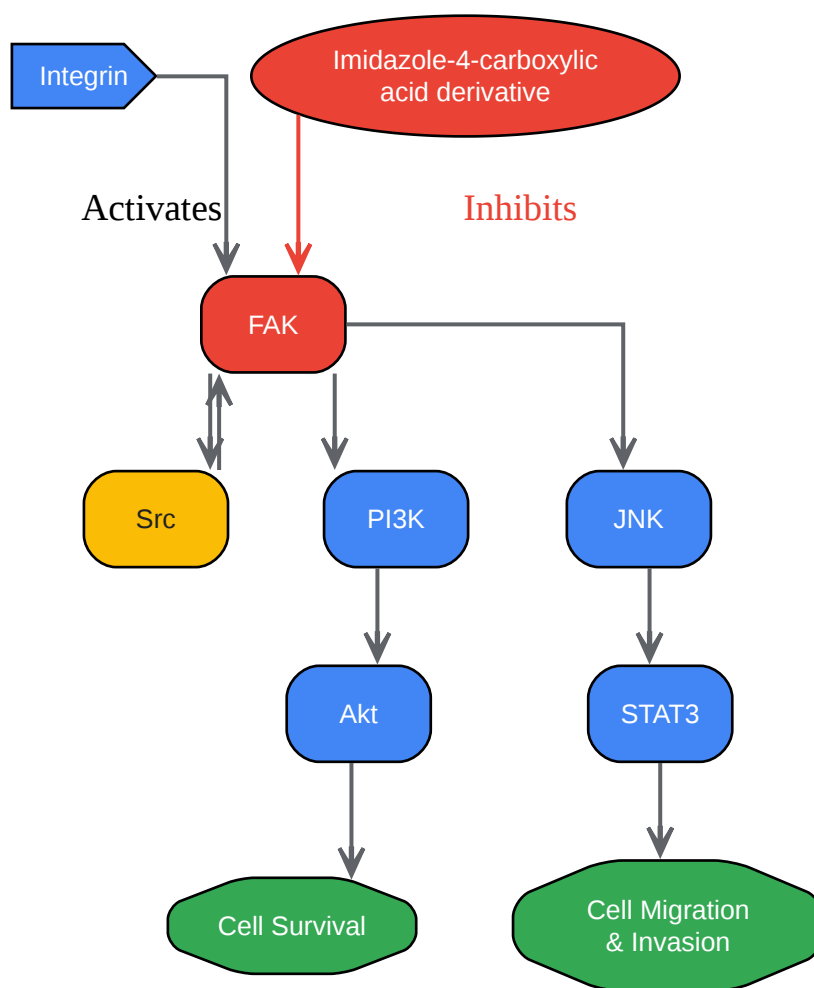 Integrin
Imidazole-4-carboxylic
acid derivative
Activates
Inhibits
FAK
Src
PI3K
JNK
Akt
STAT3
Cell Survival
Cell Migration
& Invasion